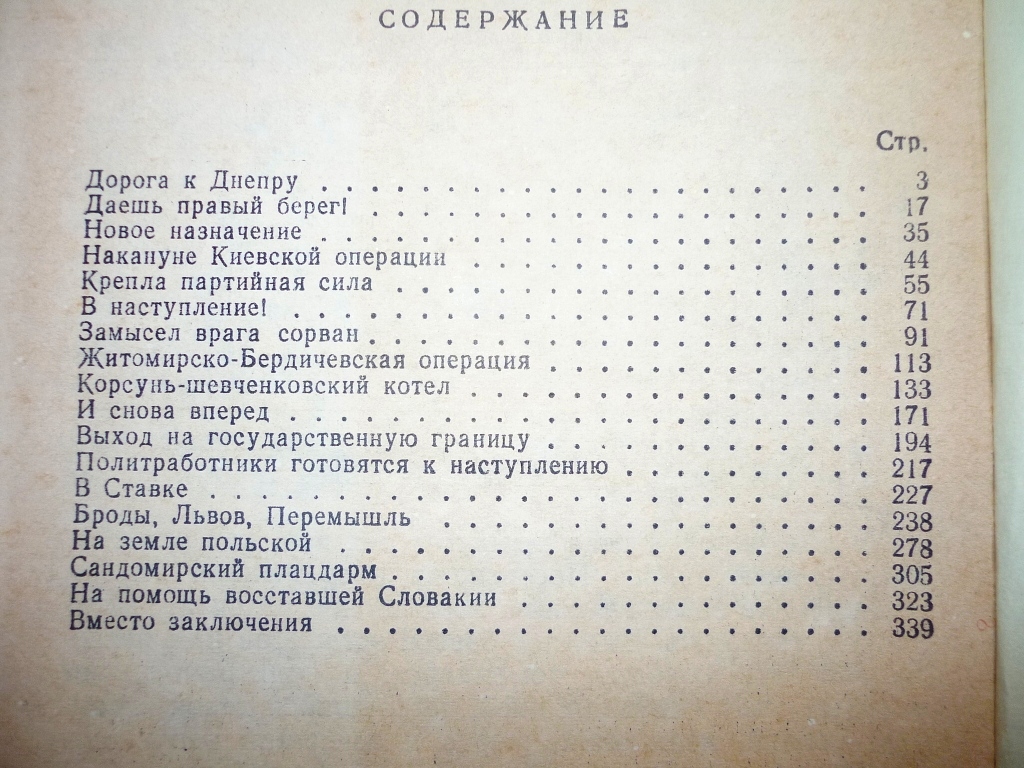 СОДЕРЖАНИЕ
Стр.
Дорога к Днепру . . . . . . . . . . . . . . . . . . . . . . . 3
Даешь правый берег! . . . . . . . . . . . . . . . . . . . . . 17
Новое назначение . . . . . . . . . . . . . . . . . . . . . . . 35
Накануне Киевской операции . . . . . . . . . . . . . . . . . 44
Крепла партийная сила . . . . . . . . . . . . . . . . . . . . 55
В наступление! . . . . . . . . . . . . . . . . . . . . . . . . 71
Замысел врага сорван . . . . . . . . . . . . . . . . . . . . . 91
Житомирско-Бердичевская операция . . . . . . . . . . . . . . 113
Корсунь-шевченковский котел . . . . . . . . . . . . . . . . . 133
И снова вперед . . . . . . . . . . . . . . . . . . . . . . . . 171
Выход на государственную границу . . . . . . . . . . . . . . 194
Политработники готовятся к наступлению . . . . . . . . . . . 217
В Ставке . . . . . . . . . . . . . . . . . . . . . . . . . . . 227
Броды, Львов, Перемышль . . . . . . . . . . . . . . . . . . 238
На земле польской . . . . . . . . . . . . . . . . . . . . . . 278
Сандомирский плацдарм . . . . . . . . . . . . . . . . . . . . 305
На помощь восставшей Словакии . . . . . . . . . . . . . . . 323
Вместо заключения . . . . . . . . . . . . . . . . . . . . . . 339